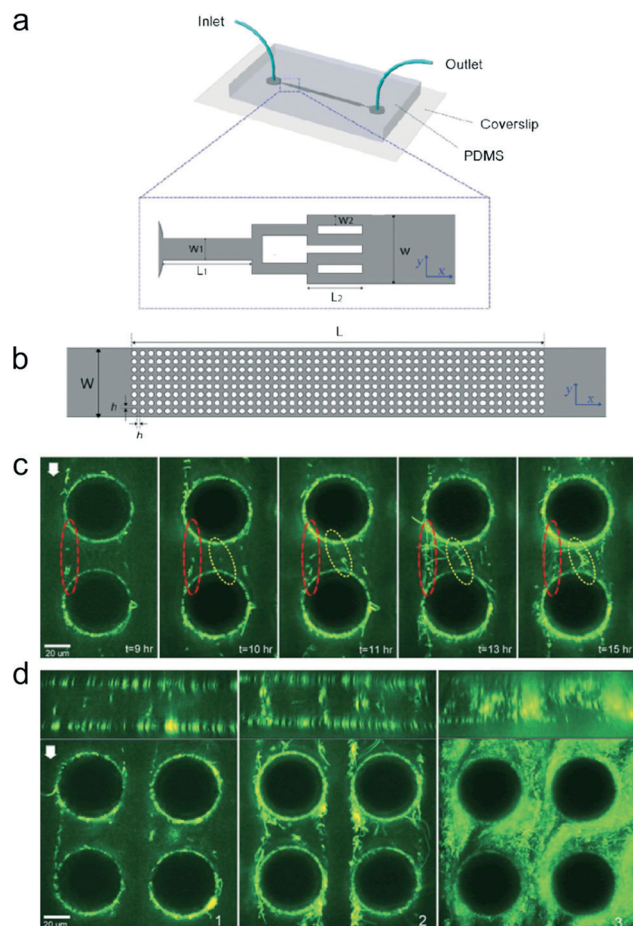 a
Inlet
Outlet
Coverslip
PDMS
W2
W1
W
y
L1
L2
x
b
L
W
y
h
x
h
c
20 um
t=9 hr
t=10 hr
t=11 hr
t=13 hr
t=15 hr
d
20 um
1
2
3